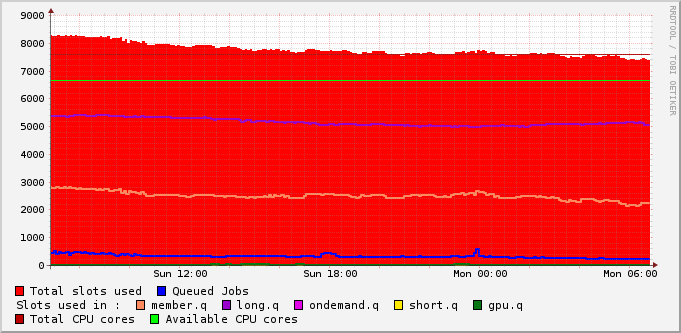 9000
8000
7000
6000
5000
4000
3000
2000
1000
0
Sun 12:00 Sun 18:00 Mon 00:00 Mon 06:00
Total slots used Queued Jobs
Slots used in : member.q long.q ondemand.q short.q gpu.q
Total CPU cores Available CPU cores
RRDTOOL / TOBI OETIKER